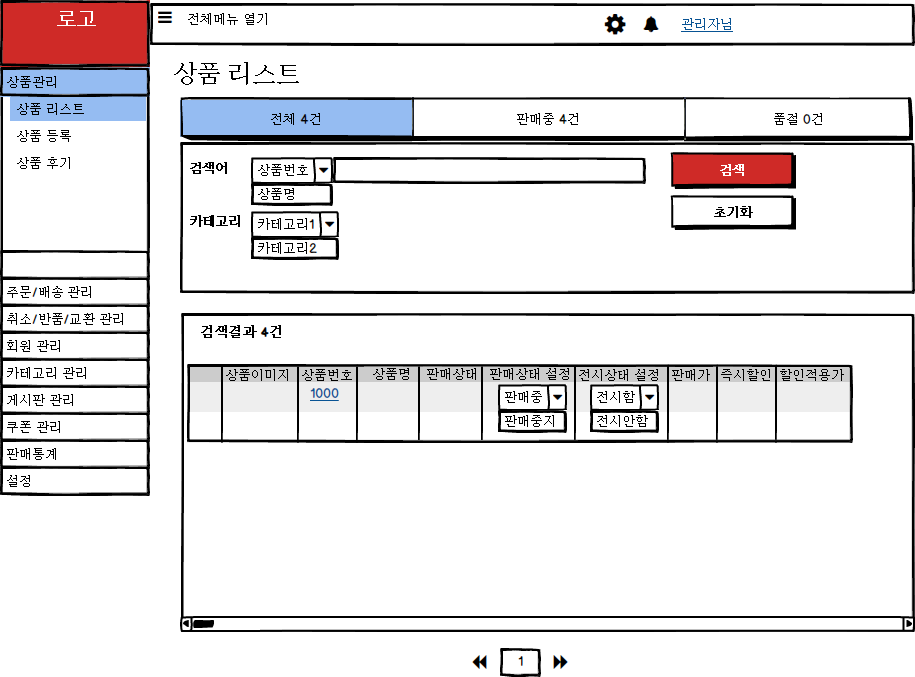 로고
전체메뉴 열기
관리자님
상품관리
상품 리스트
상품 등록
상품 후기
주문/배송 관리
취소/반품/교환 관리
회원 관리
카테고리 관리
게시판 관리
쿠폰 관리
판매통계
설정
상품 리스트
전체 4건 판매중 4건 품절 0건
검색어 상품번호 검색
상품명
카테고리 카테고리1 초기화
카테고리2
검색결과 4건
상품이미지 상품번호 상품명 판매상태 판매상태 설정 전시상태 설정 판매가 즉시할인 할인적용가
1000 판매중 전시함
판매중지 전시안함
1